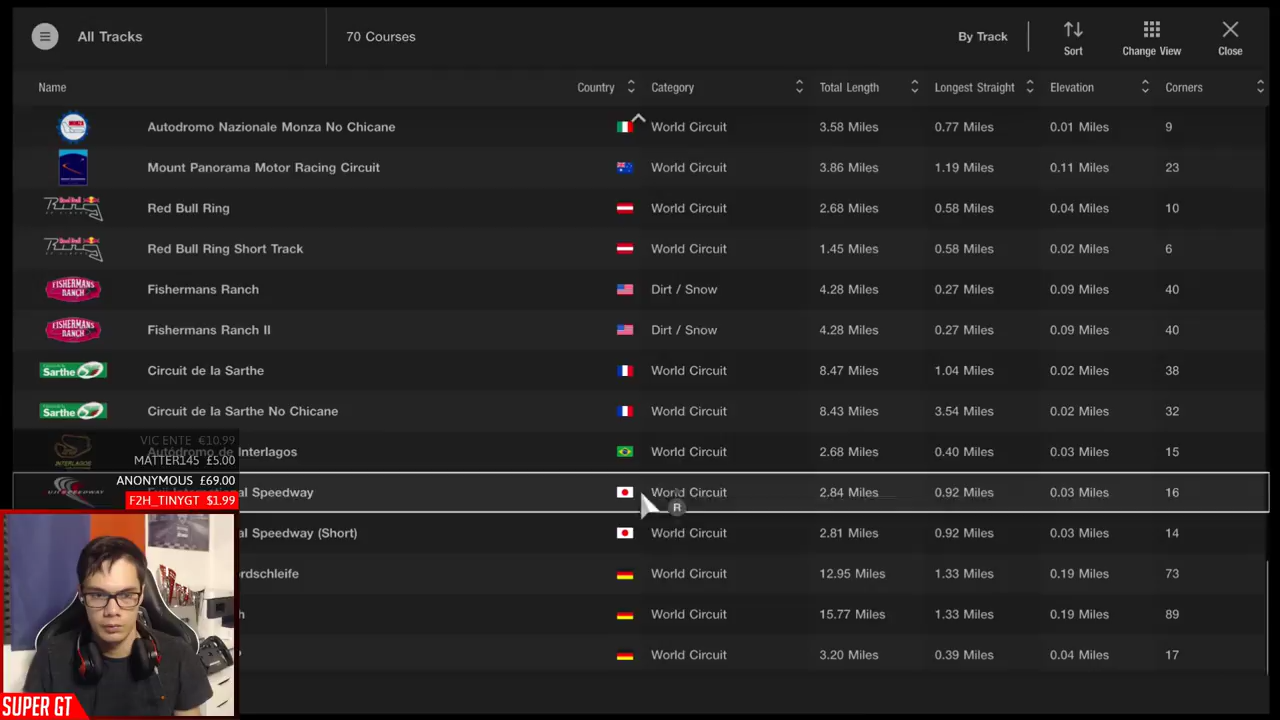 All Tracks
70 Courses
By Track
Sort
Change View
Close
Name Country Category Total Length Longest Straight Elevation Corners
MONZA Autodromo Nazionale Monza No Chicane World Circuit 3.58 Miles 0.77 Miles 0.01 Miles 9
Mount Panorama Motor Racing Circuit World Circuit 3.86 Miles 1.19 Miles 0.11 Miles 23
Red Bull Ring World Circuit 2.68 Miles 0.58 Miles 0.04 Miles 10
Red Bull Ring Short Track World Circuit 1.45 Miles 0.58 Miles 0.02 Miles 6
FISHERMANS RANCH Fishermans Ranch Dirt / Snow 4.28 Miles 0.27 Miles 0.09 Miles 40
FISHERMANS RANCH Fishermans Ranch II Dirt / Snow 4.28 Miles 0.27 Miles 0.09 Miles 40
Sarthe Circuit de la Sarthe World Circuit 8.47 Miles 1.04 Miles 0.02 Miles 38
Sarthe Circuit de la Sarthe No Chicane World Circuit 8.43 Miles 3.54 Miles 0.02 Miles 32
VIC ENTE €10.99
INTERLAGOS Autódromo de Interlagos World Circuit 2.68 Miles 0.40 Miles 0.03 Miles 15
MATTER145 £5.00
ANONYMOUS £69.00
al Speedway World Circuit 2.84 Miles 0.92 Miles 0.03 Miles 16
R
F2H_TINYGT $1.99
al Speedway (Short) World Circuit 2.81 Miles 0.92 Miles 0.03 Miles 14
rdschleife World Circuit 12.95 Miles 1.33 Miles 0.19 Miles 73
h World Circuit 15.77 Miles 1.33 Miles 0.19 Miles 89
World Circuit 3.20 Miles 0.39 Miles 0.04 Miles 17
SUPER GT